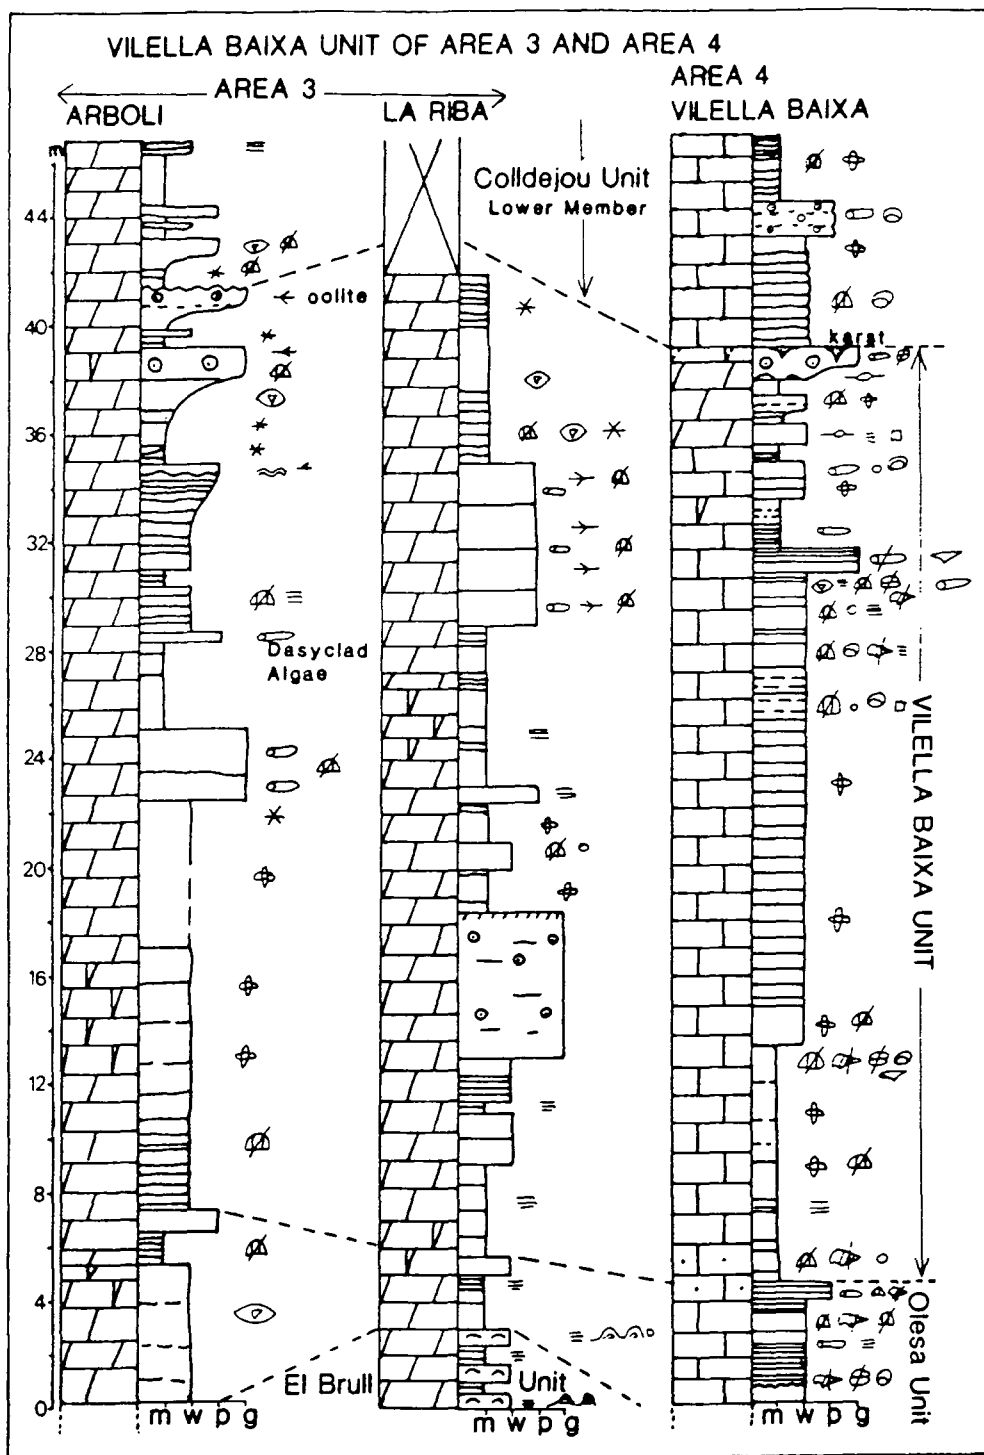 VILELLA BAIXA UNIT OF AREA 3 AND AREA 4
AREA 3
AREA 4
ARBOLI
LA RIBA
VILELLA BAIXA
m
Colldejou Unit
Lower Member
44
oolite
40
karst
36
32
28
Dasyclad
Algae
24
20
16
12
8
4
0
VILELLA BAIXA UNIT
Olesa Unit
El Brull Unit
m w p g
m w p g
m w p g